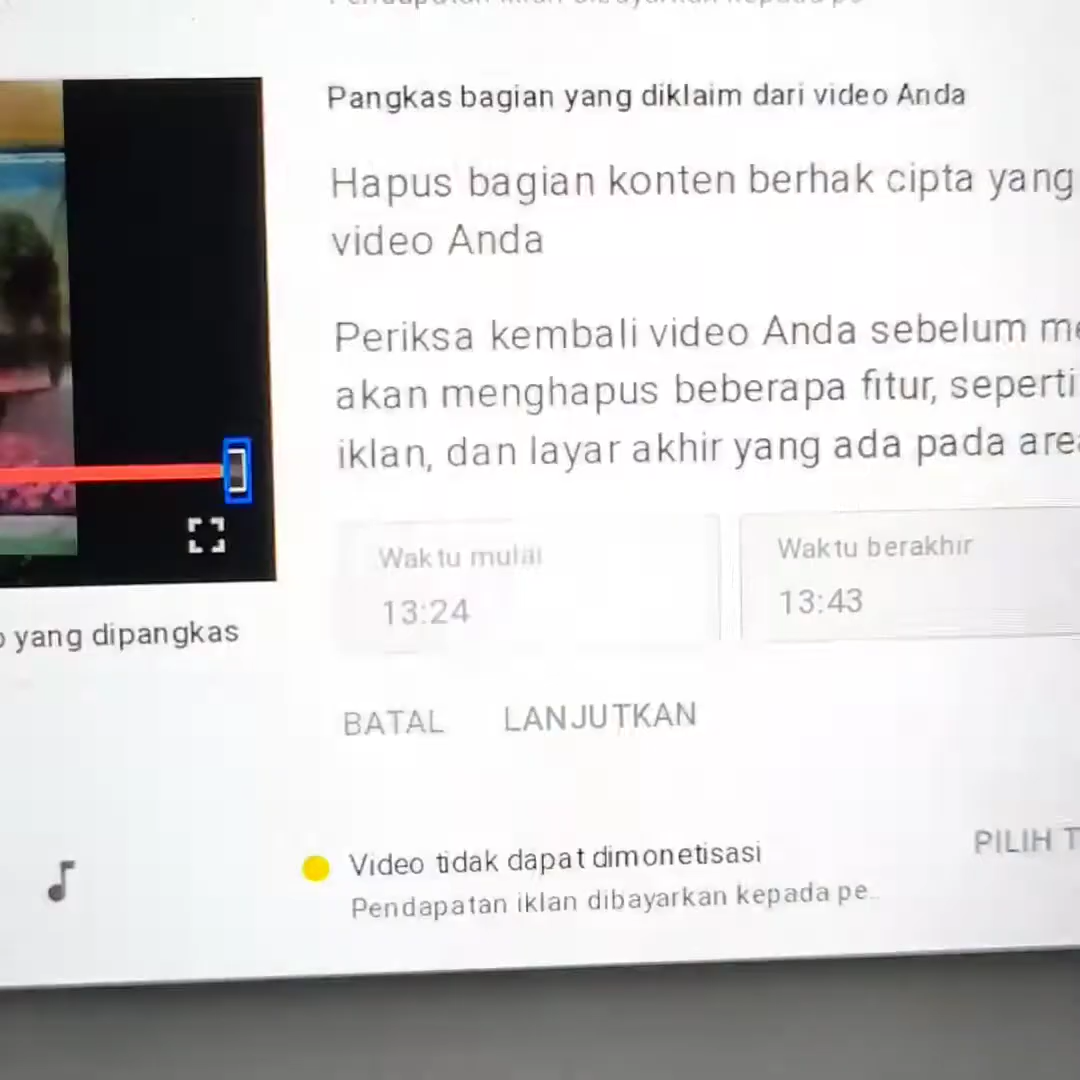 Pangkas bagian yang diklaim dari video Anda
Hapus bagian konten berhak cipta yang
video Anda
Periksa kembali video Anda sebelum
akan menghapus beberapa fitur, seperti
iklan, dan layar akhir yang ada pada
Waktu mulai
13:24
Waktu berakhir
13:43
yang dipangkas
BATAL
LANJUTKAN
Video tidak dapat dimonetisasi
Pendapatan iklan dibayarkan kepada pe..
PILIH